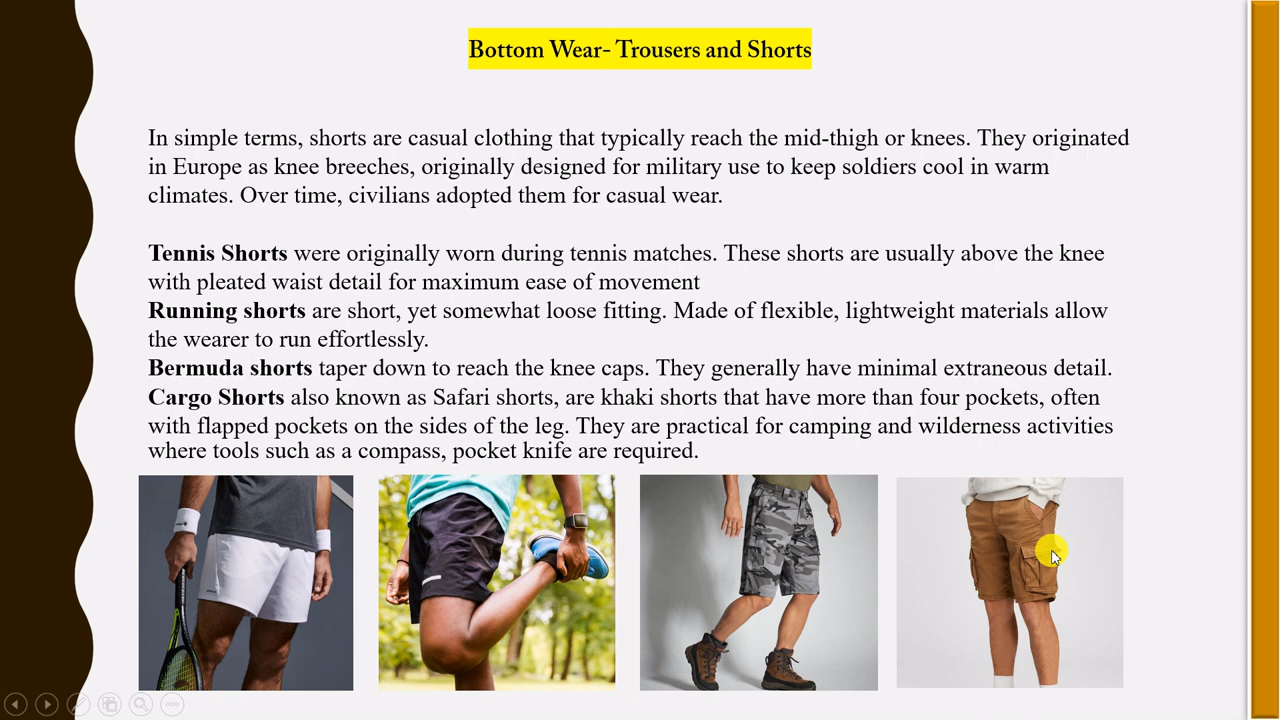 Bottom Wear- Trousers and Shorts
In simple terms, shorts are casual clothing that typically reach the mid-thigh or knees. They originated
in Europe as knee breeches, originally designed for military use to keep soldiers cool in warm
climates. Over time, civilians adopted them for casual wear.
Tennis Shorts were originally worn during tennis matches. These shorts are usually above the knee
with pleated waist detail for maximum ease of movement
Running shorts are short, yet somewhat loose fitting. Made of flexible, lightweight materials allow
the wearer to run effortlessly.
Bermuda shorts taper down to reach the knee caps. They generally have minimal extraneous detail.
Cargo Shorts also known as Safari shorts, are khaki shorts that have more than four pockets, often
with flapped pockets on the sides of the leg. They are practical for camping and wilderness activities
where tools such as a compass, pocket knife are required.